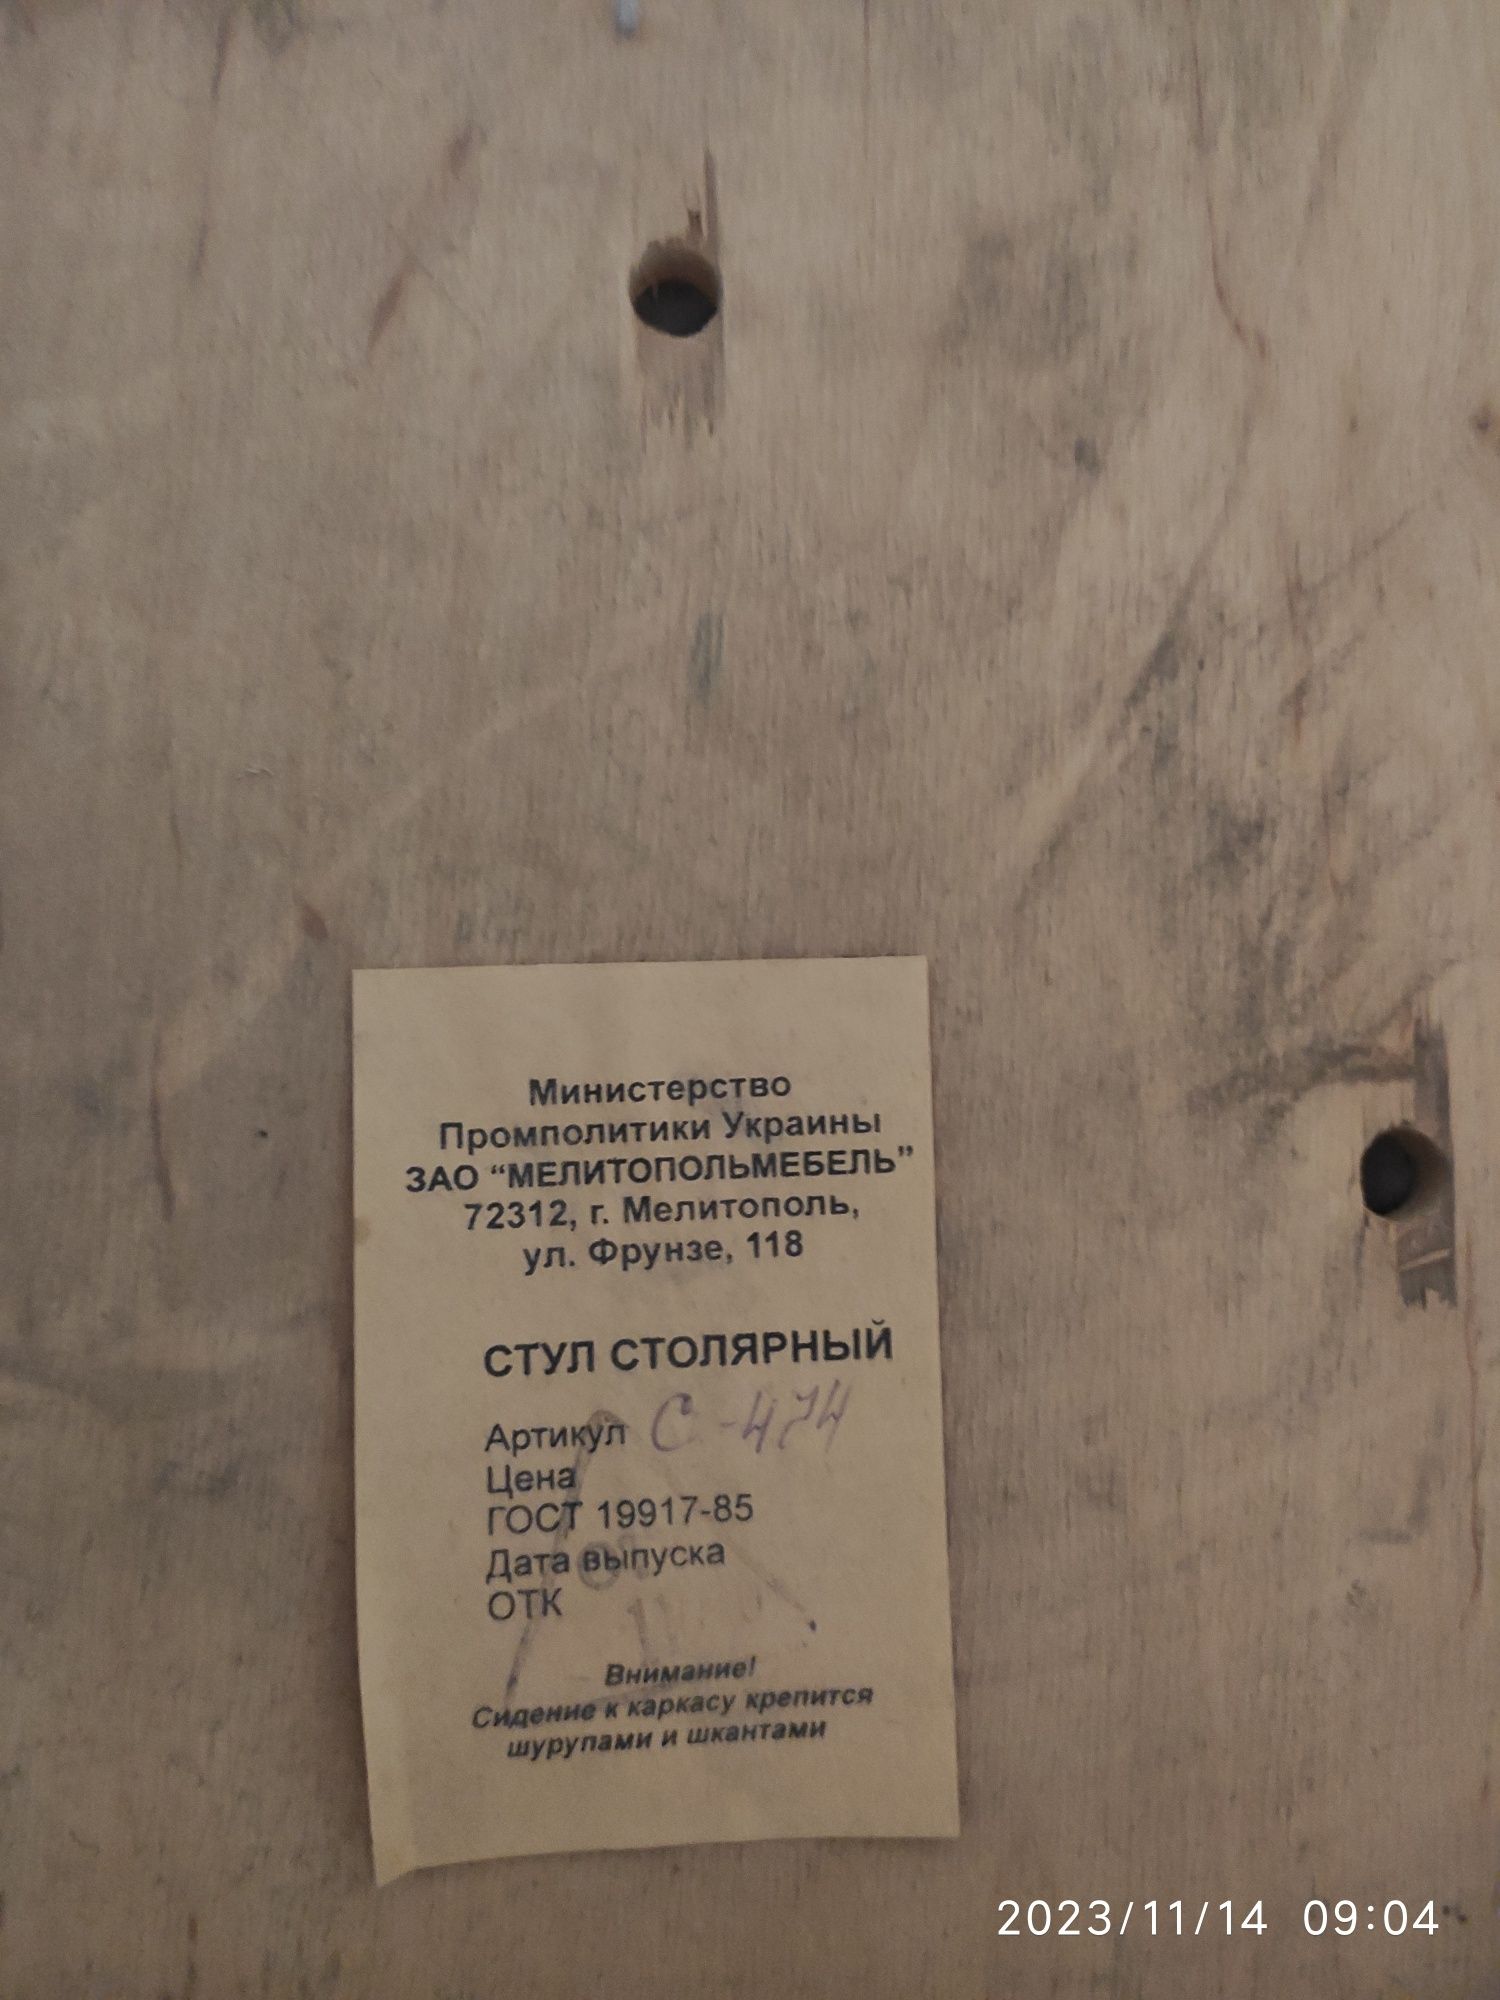 Министерство
Промполитики Украины
ЗАО “МЕЛИТОПОЛЬМЕБЕЛЬ”
72312, г. Мелитополь,
ул. Фрунзе, 118
СТУЛ СТОЛЯРНЫЙ
Артикул С-474
Цена
ГОСТ 19917-85
Дата выпуска
ОТК
Внимание!
Сидение к каркасу крепится
шурупами и шкантами
2023/11/14 09:04